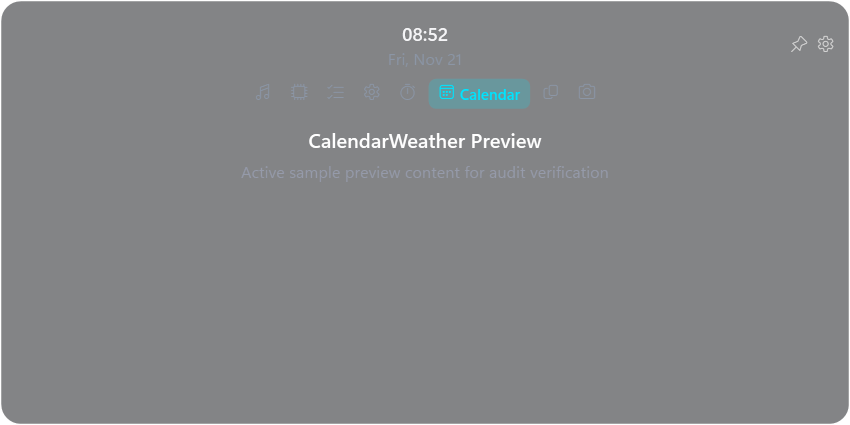 08:52
Fri, Nov 21
Calendar
CalendarWeather Preview
Active sample preview content for audit verification